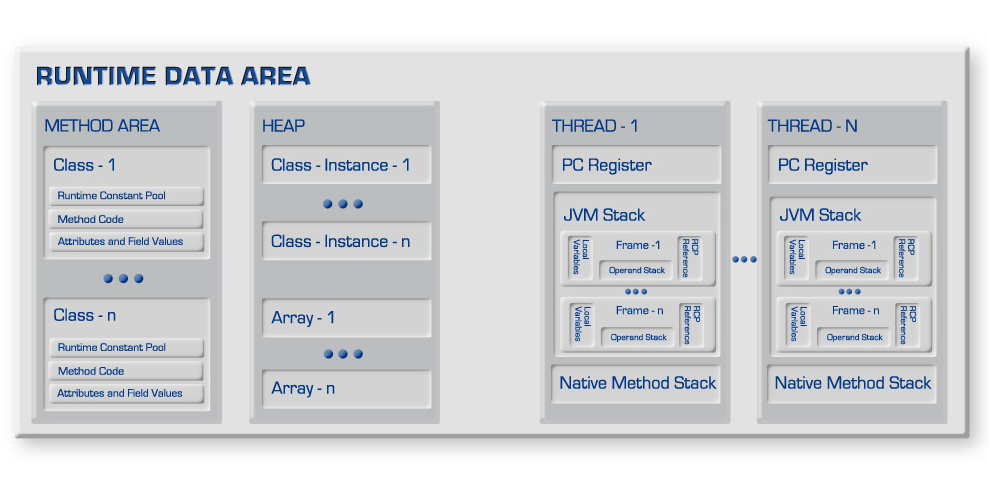 RUNTIME DATA AREA
METHOD AREA
Class - 1
Runtime Constant Pool
Method Code
Attributes and Field Values
Class - n
Runtime Constant Pool
Method Code
Attributes and Field Values
HEAP
Class - Instance - 1
Class - Instance - n
Array - 1
Array - n
THREAD - 1
PC Register
JVM Stack
Local
Variables
Frame -1
Operand Stack
RCP
Reference
Local
Variables
Frame - n
Operand Stack
RCP
Reference
Native Method Stack
THREAD - N
PC Register
JVM Stack
Local
Variables
Frame -1
Operand Stack
RCP
Reference
Local
Variables
Frame - n
Operand Stack
RCP
Reference
Native Method Stack